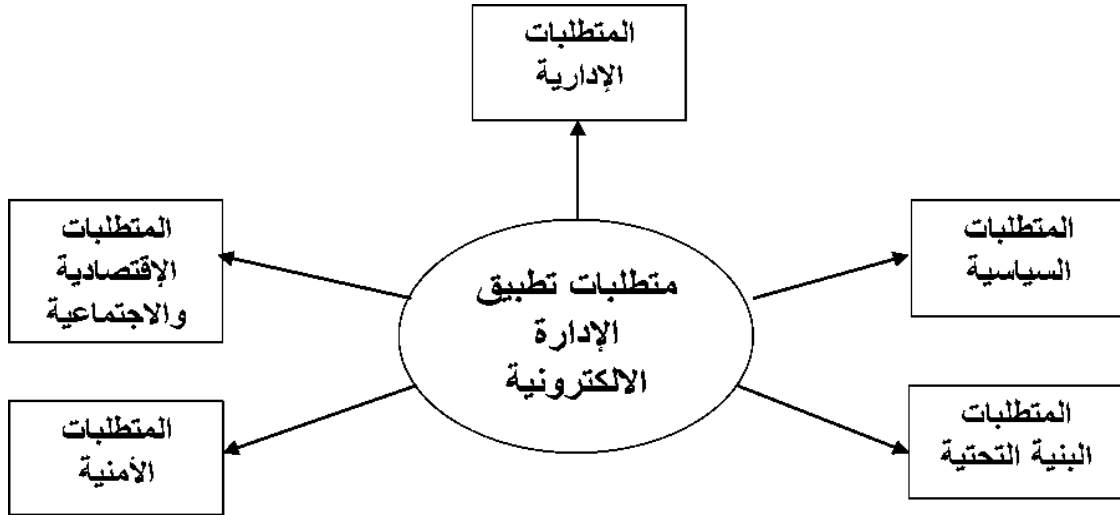 المتطلبات
الإدارية
المتطلبات
السياسية
المتطلبات
الإقتصادية
والاجتماعية
متطلبات تطبيق
الإدارة
الالكترونية
المتطلبات
البنية التحتية
المتطلبات
الأمنية